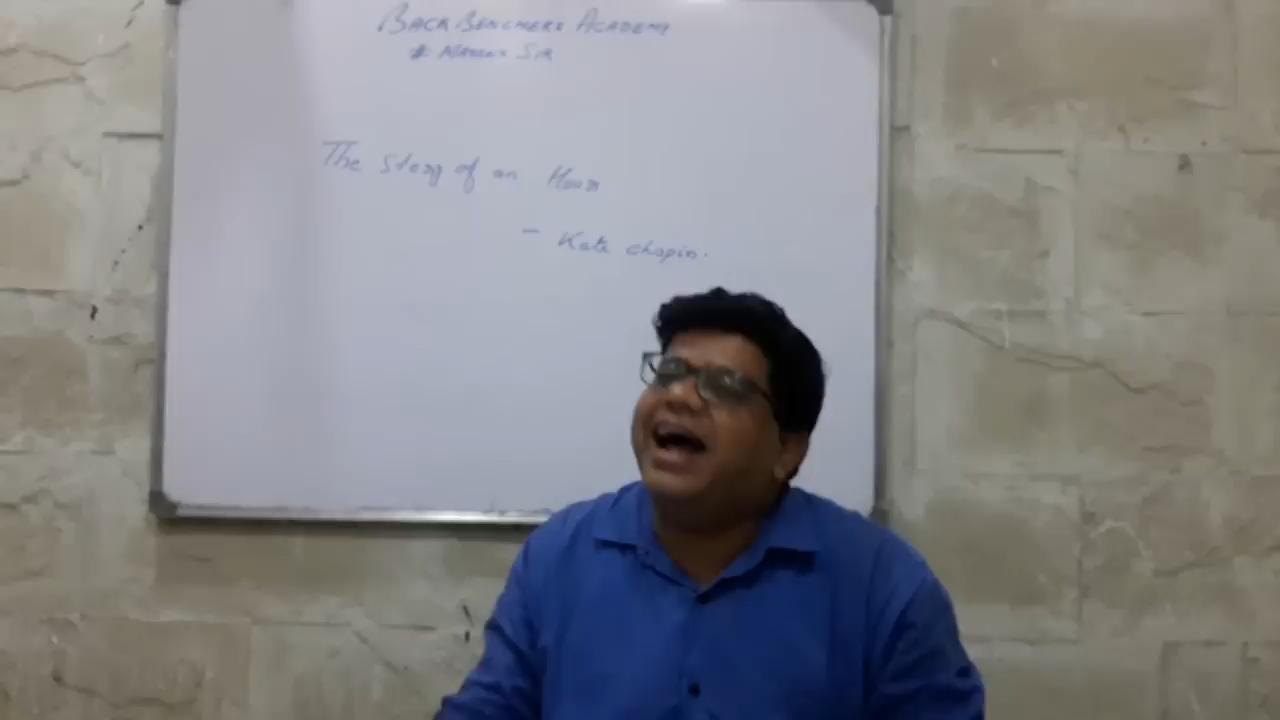 BACK BENCHERS ACADEMY
# SIR
The Story of an Hour
- Kate chopin.